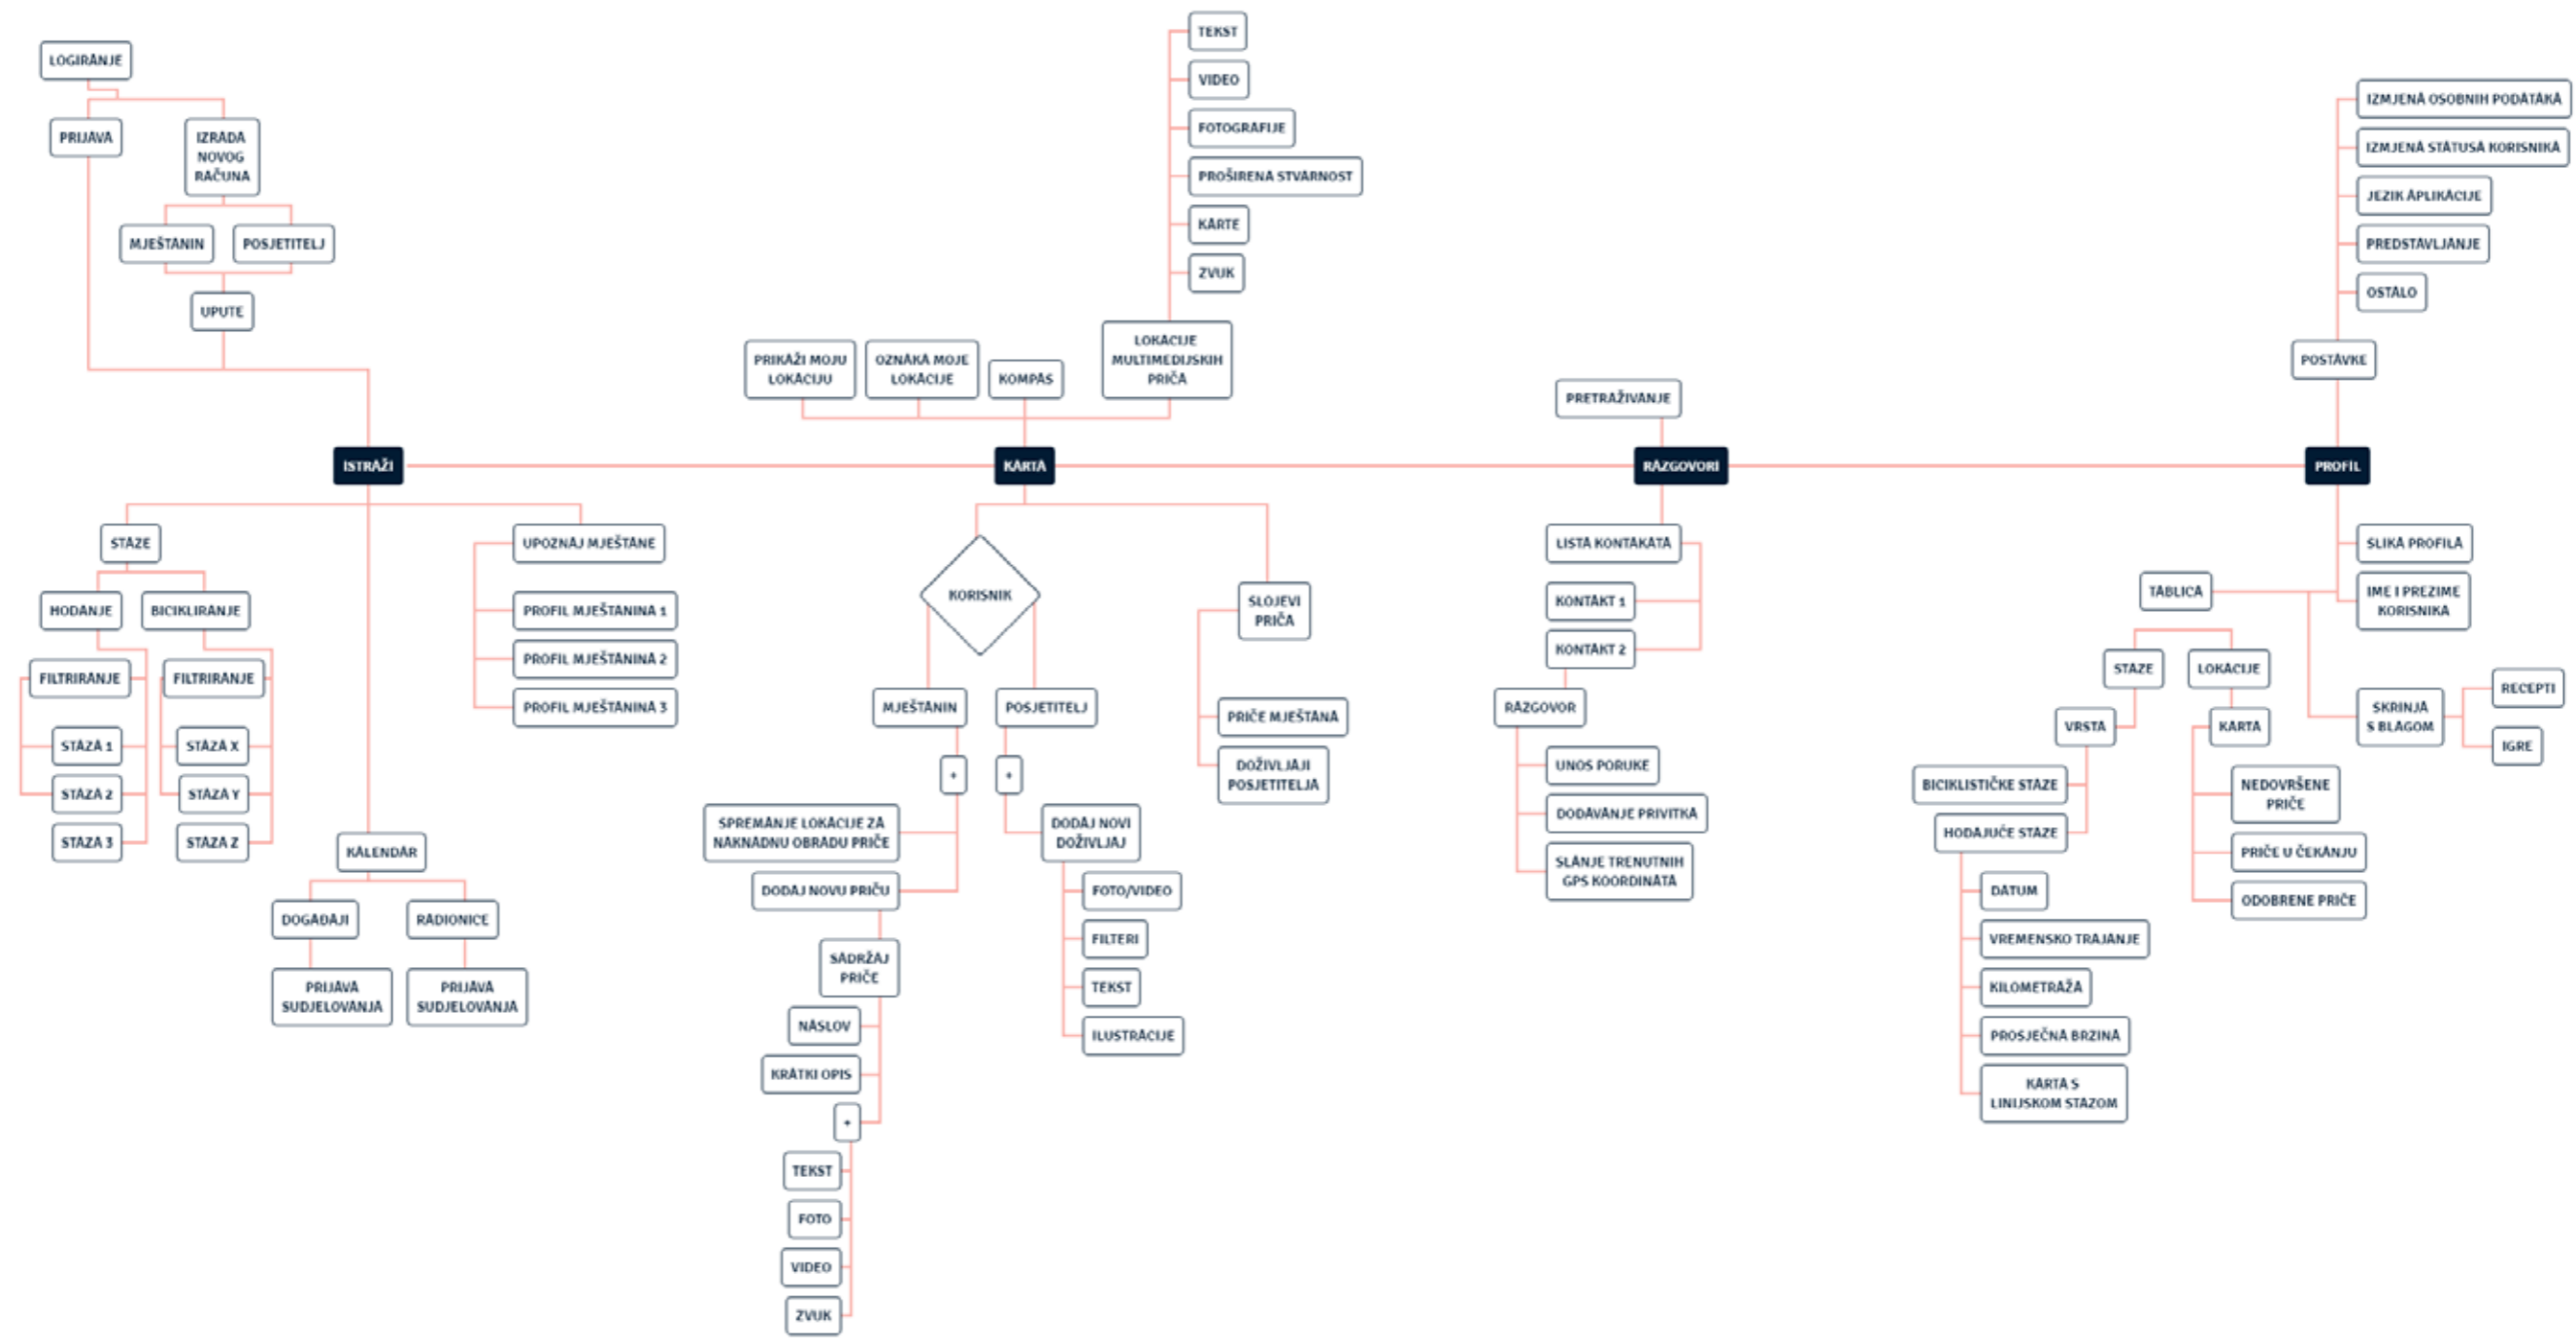 LOGIRANJE
PRIJAVA
IZRADA
NOVOG
RAČUNA
MJEŠTANIN
POSJETITELJ
UPUTE
ISTRAŽI
STAZE
HODANJE
BICIKLIRANJE
FILTRIRANJE
STAZA 1
STAZA 2
STAZA 3
FILTRIRANJE
STAZA X
STAZA Y
STAZA Z
UPOZNAJ MJEŠTANE
PROFIL MJEŠTANINA 1
PROFIL MJEŠTANINA 2
PROFIL MJEŠTANINA 3
KALENDAR
DOGAĐAJI
RADIONICE
PRIJAVA
SUDJELOVANJA
PRIJAVA
SUDJELOVANJA
TEKST
VIDEO
FOTOGRAFIJE
PROŠIRENA STVARNOST
KARTE
ZVUK
PRIKAŽI MOJU
LOKACIJU
OZNAKA MOJE
LOKACIJE
KOMPAS
LOKACIJE
MULTIMEDIJSKIH
PRIČA
KARTA
KORISNIK
MJEŠTANIN
POSJETITELJ
+
+
SPREMANJE LOKACIJE ZA
NAKNADNU OBRADU PRIČE
DODAJ NOVU PRIČU
SADRŽAJ
PRIČE
NASLOV
KRATKI OPIS
+
TEKST
FOTO
VIDEO
ZVUK
DODAJ NOVI
DOŽIVLJAJ
FOTO/VIDEO
FILTERI
TEKST
ILUSTRACIJE
SLOJEVI
PRIČA
PRIČE MJEŠTANA
DOŽIVLJAJI
POSJETITELJA
PRETRAŽIVANJE
RAZGOVORI
LISTA KONTAKATA
KONTAKT 1
KONTAKT 2
RAZGOVOR
UNOS PORUKE
DODAVANJE PRIVITKA
SLANJE TRENUTNIH
GPS KOORDINATA
IZMJENA OSOBNIH PODATAKA
IZMJENA STATUSA KORISNIKA
JEZIK APLIKACIJE
PREDSTAVLJANJE
OSTALO
POSTAVKE
PROFIL
SLIKA PROFILA
IME I PREZIME
KORISNIKA
TABLICA
STAZE
LOKACIJE
VRSTA
KARTA
BICIKLISTIČKE STAZE
HODAJUĆE STAZE
DATUM
VREMENSKO TRAJANJE
KILOMETRAŽA
PROSJEČNA BRZINA
KARTA S
LINIJSKOM STAZOM
NEDOVRŠENE
PRIČE
PRIČE U ČEKANJU
ODOBRENE PRIČE
SKRINJA
S BLAGOM
RECEPTI
IGRE